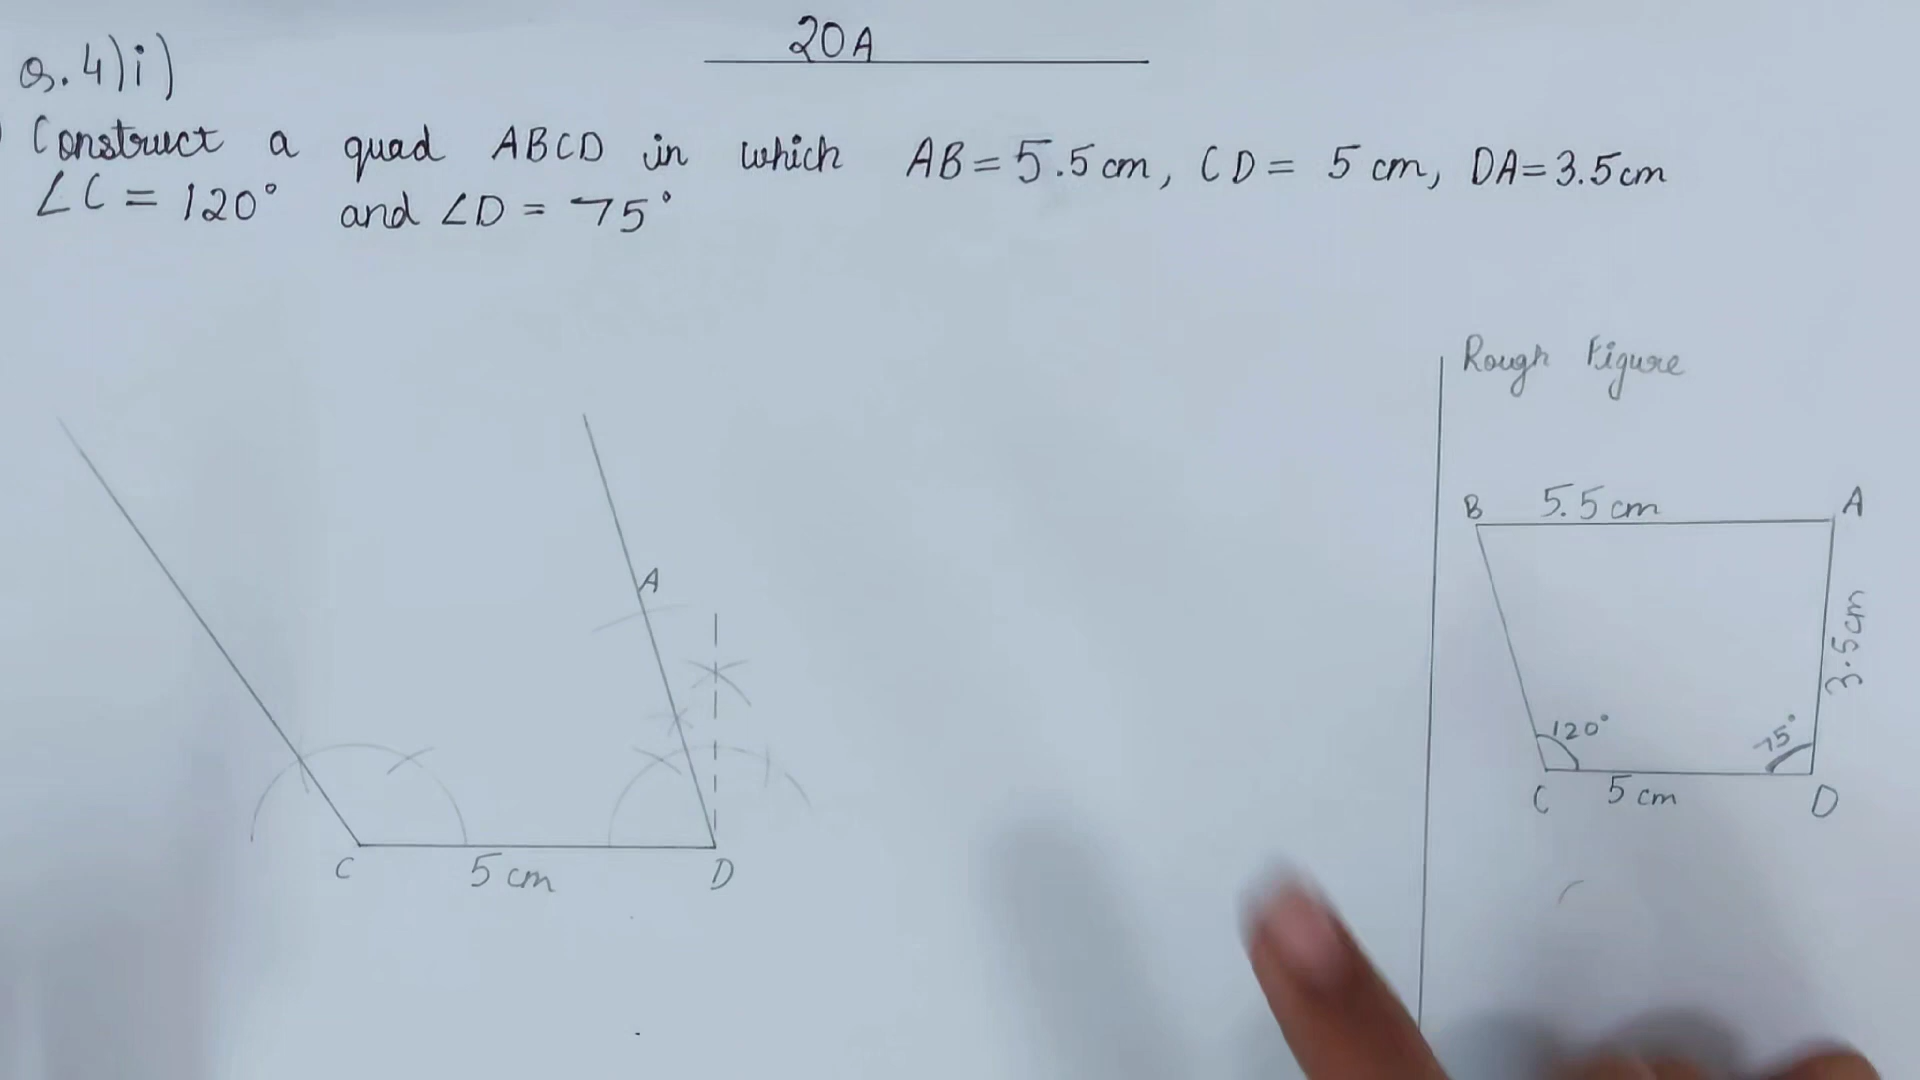 20A
Q. 4) i)
Construct a quad ABCD in which AB = 5.5 cm, CD = 5 cm, DA = 3.5 cm
∠C = 120° and ∠D = 75°
Rough Figure
B 5.5 cm A
3.5 cm
120° 75°
C 5 cm D
A
C 5 cm D